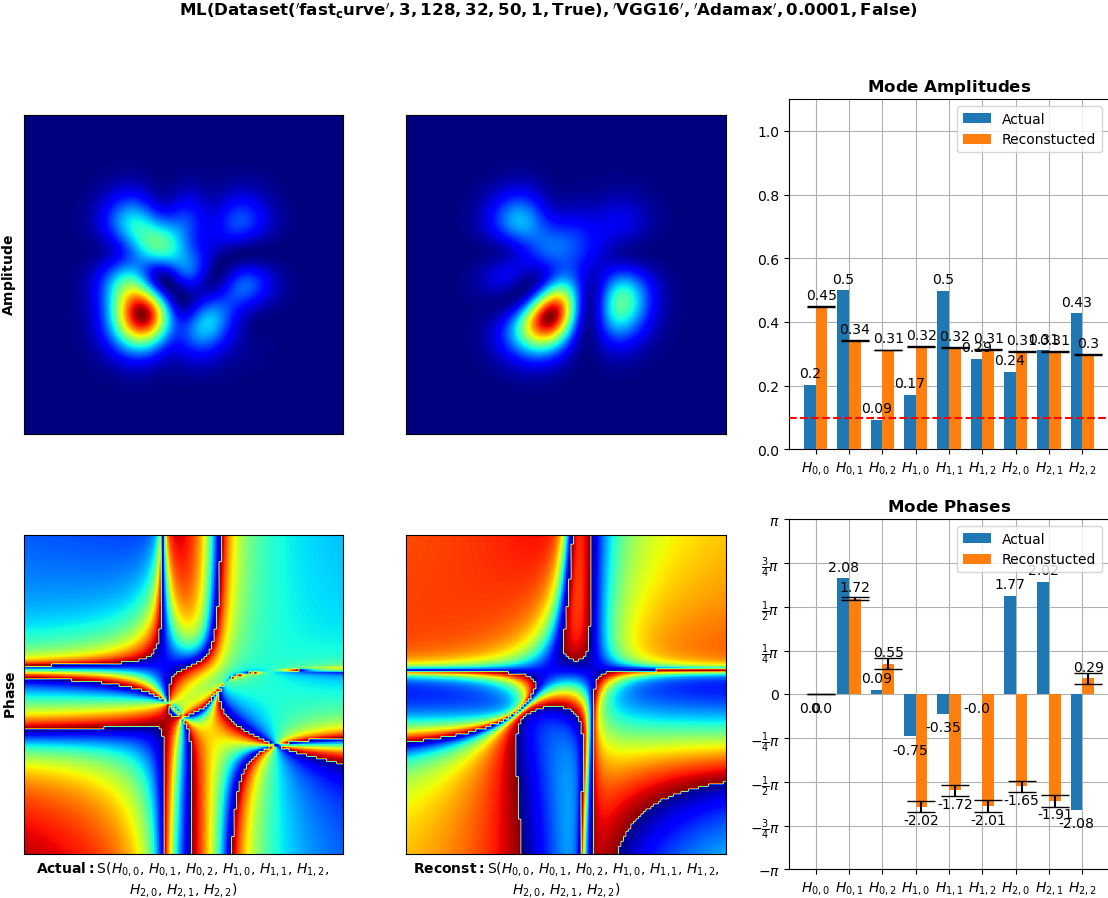 ML(Dataset('fast_curve', 3, 128, 32, 50, 1, True), 'VGG16', 'Adamax', 0.0001, False)
Amplitude
Mode Amplitudes
Actual
Reconstucted
1.0
0.8
0.6
0.4
0.2
0.0
0.2 0.45 0.5 0.34 0.09 0.31 0.17 0.32 0.5 0.32 0.29 0.31 0.24 0.31 0.31 0.31 0.43 0.3
H0,0 H0,1 H0,2 H1,0 H1,1 H1,2 H2,0 H2,1 H2,2
Phase
Actual: S(H0,0, H0,1, H0,2, H1,0, H1,1, H1,2,
H2,0, H2,1, H2,2)
Reconst: S(H0,0, H0,1, H0,2, H1,0, H1,1, H1,2,
H2,0, H2,1, H2,2)
Mode Phases
Actual
Reconstucted
π
3/4π
1/2π
1/4π
0
−1/4π
−1/2π
−3/4π
−π
0.0 0.0 2.08 1.72 0.09 0.55 -0.75 -2.02 -0.35 -1.72 -0.0 -2.01 1.77 -1.65 2.02 -1.91 -2.08 0.29
H0,0 H0,1 H0,2 H1,0 H1,1 H1,2 H2,0 H2,1 H2,2